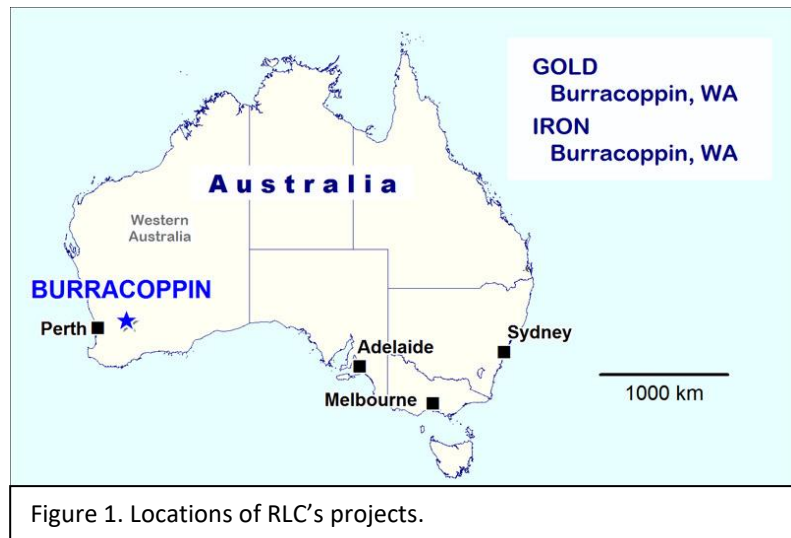 GOLD
Burracoppin, WA
IRON
Burracoppin, WA
Australia
Western
Australia
BURRACOPPIN
Perth
Adelaide
Sydney
Melbourne
1000 km
Figure 1. Locations of RLC’s projects.